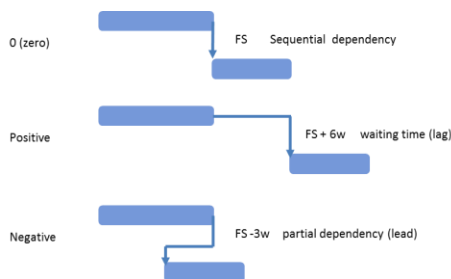 0 (zero) FS Sequential dependency
Positive FS + 6w waiting time (lag)
Negative FS -3w partial dependency (lead)